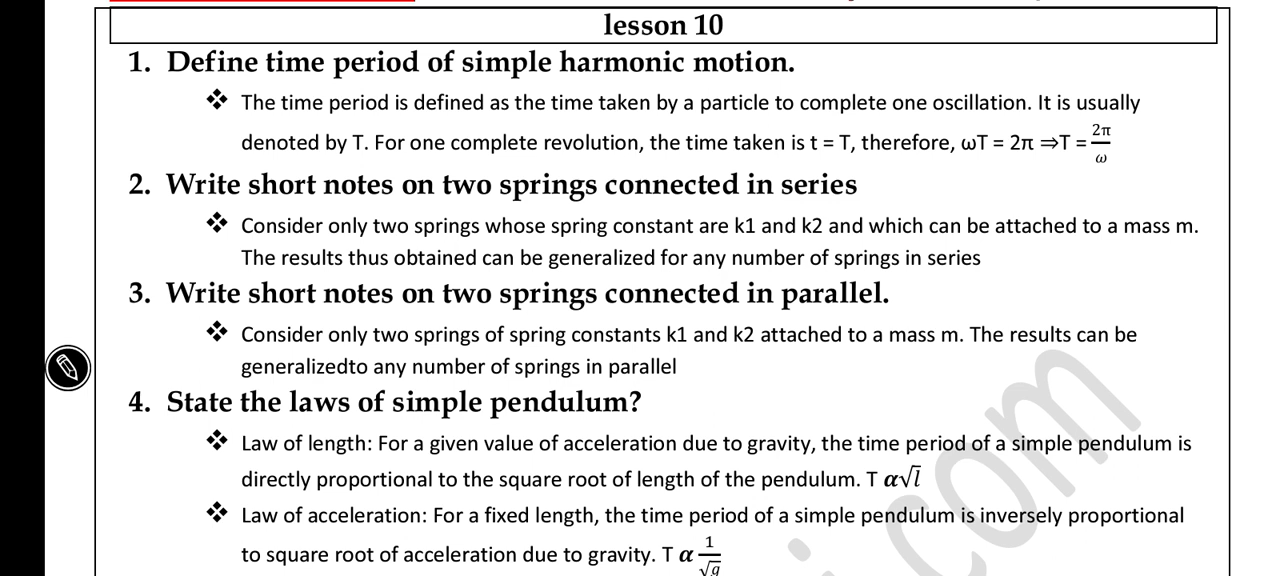 lesson 10
1. Define time period of simple harmonic motion.
❖ The time period is defined as the time taken by a particle to complete one oscillation. It is usually
denoted by T. For one complete revolution, the time taken is t = T, therefore, ωT = 2π ⇒T = 2π/ω
2. Write short notes on two springs connected in series
❖ Consider only two springs whose spring constant are k1 and k2 and which can be attached to a mass m.
The results thus obtained can be generalized for any number of springs in series
3. Write short notes on two springs connected in parallel.
❖ Consider only two springs of spring constants k1 and k2 attached to a mass m. The results can be
generalizedto any number of springs in parallel
4. State the laws of simple pendulum?
❖ Law of length: For a given value of acceleration due to gravity, the time period of a simple pendulum is
directly proportional to the square root of length of the pendulum. T α√l
❖ Law of acceleration: For a fixed length, the time period of a simple pendulum is inversely proportional
to square root of acceleration due to gravity. T α 1/√g